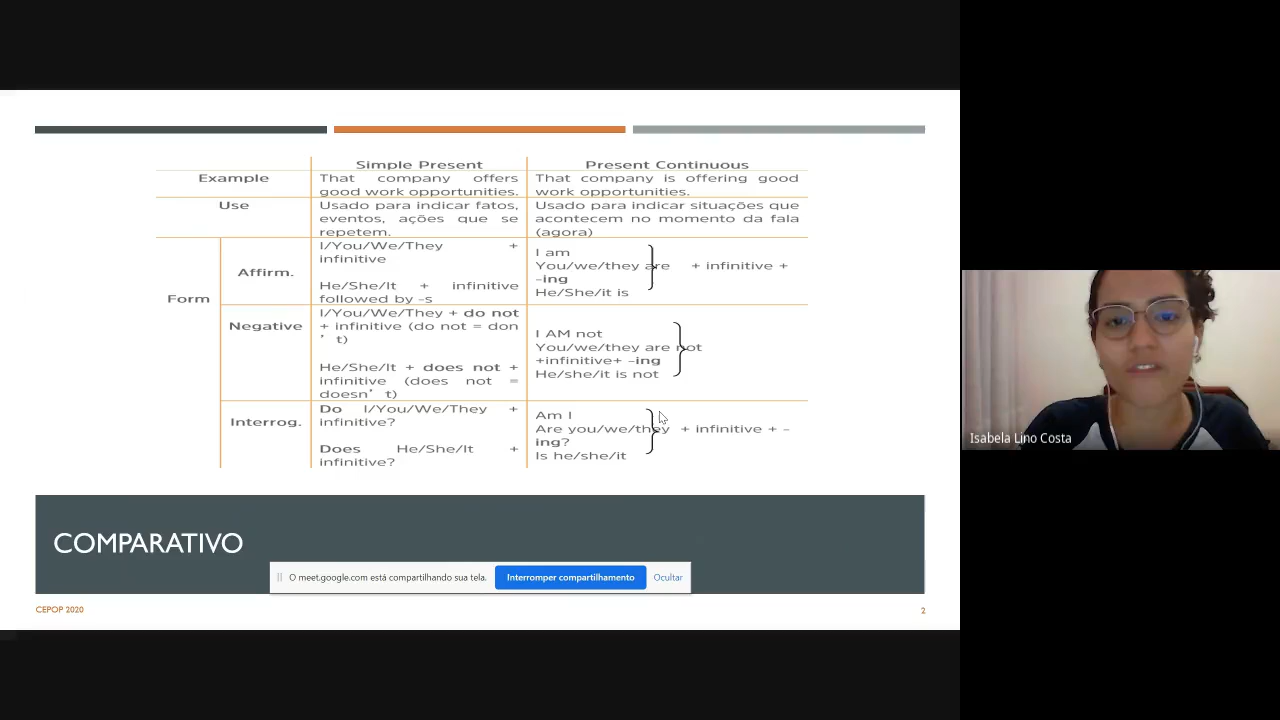 Simple Present
Present Continuous
Example
That company offers
good work opportunities.
That company is offering good
work opportunities.
Use
Usado para indicar fatos,
eventos, ações que se
repetem.
Usado para indicar situações que
acontecem no momento da fala
(agora)
Form
Affirm.
I/You/We/They +
infinitive
He/She/It + infinitive
followed by –s
I am
You/we/they are + infinitive +
–ing
He/She/it is
Negative
I/You/We/They + do not
+ infinitive (do not = don
’ t)
He/She/It + does not +
infinitive (does not =
doesn’ t)
I AM not
You/we/they are not
+infinitive+ –ing
He/she/it is not
Interrog.
Do I/You/We/They +
infinitive?
Does He/She/It +
infinitive?
Am I
Are you/we/they + infinitive + –
ing?
Is he/she/it
COMPARATIVO
O meet.google.com está compartilhando sua tela.
Interromper compartilhamento
Ocultar
CEPOP 2020
2
Isabela Lino Costa